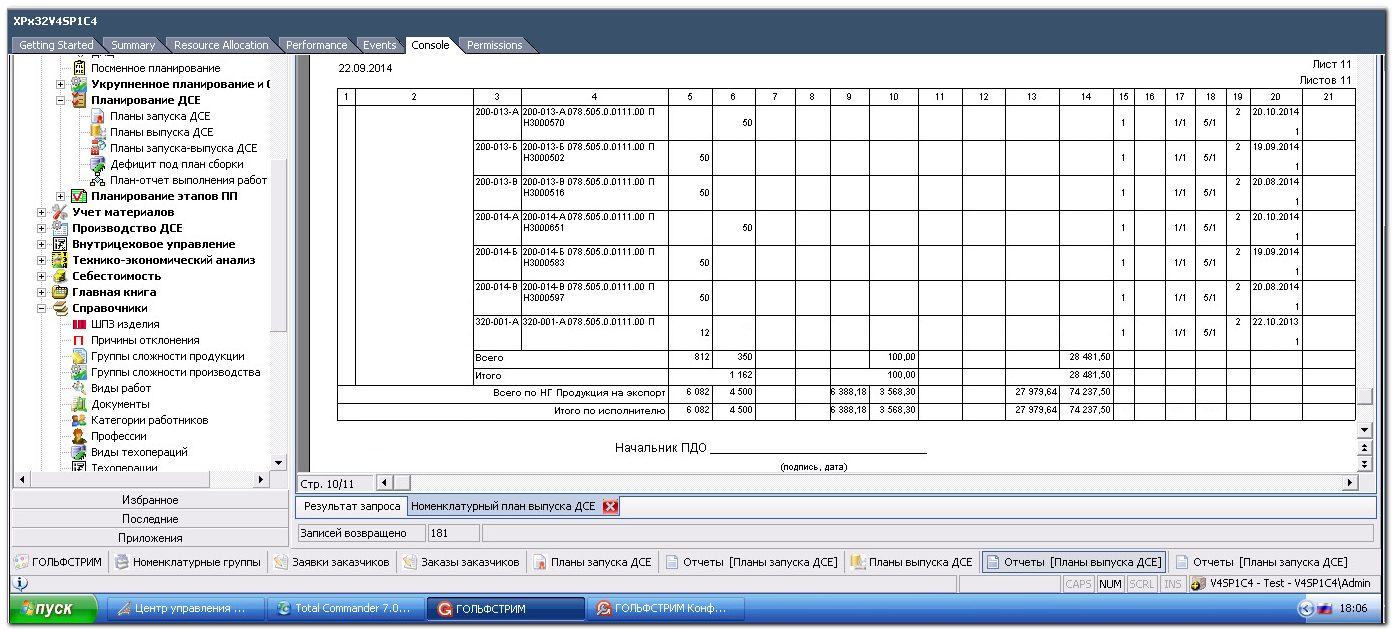 XPx32V4SP1C4
Getting Started Summary Resource Allocation Performance Events Console Permissions
Посменное планирование
Укрупненное планирование и
Планирование ДСЕ
Планы запуска ДСЕ
Планы выпуска ДСЕ
Планы запуска-выпуска ДСЕ
Дефицит под план сборки
План-отчет выполнения работ
Планирование этапов ПП
Учет материалов
Производство ДСЕ
Внутрицеховое управление
Технико-экономический анализ
Себестоимость
Главная книга
Справочники
ШПЗ изделия
Причины отклонения
Группы сложности продукции
Группы сложности производства
Виды работ
Документы
Категории работников
Профессии
Виды техопераций
Техоперации
Избранное
Последние
Приложения
22.09.2014
Лист 11
Листов 11
1 2 3 4 5 6 7 8 9 10 11 12 13 14 15 16 17 18 19 20 21
200-013-А 200-013-А 078.505.0.0111.00 П 2 20.10.2014
Н3000570 50 1 1/1 5/1
1
200-013-Б 200-013-Б 078.505.0.0111.00 П 2 19.09.2014
Н3000502 50 1 1/1 5/1
1
200-013-В 200-013-В 078.505.0.0111.00 П 2 20.08.2014
Н3000516 50 1 1/1 5/1
1
200-014-А 200-014-А 078.505.0.0111.00 П 2 20.10.2014
Н3000651 50 1 1/1 5/1
1
200-014-Б 200-014-Б 078.505.0.0111.00 П 2 19.09.2014
Н3000583 50 1 1/1 5/1
1
200-014-В 200-014-В 078.505.0.0111.00 П 2 20.08.2014
Н3000597 50 1 1/1 5/1
1
320-001-А 320-001-А 078.505.0.0111.00 П 2 22.10.2013
12 1 1/1 5/1
1
Всего 812 350 100,00 28 481,50
Итого 1 162 100,00 28 481,50
Всего по НГ Продукция на экспорт 6 082 4 500 6 388,18 3 568,30 27 979,64 74 237,50
Итого по исполнителю 6 082 4 500 6 388,18 3 568,30 27 979,64 74 237,50
Начальник ПДО
(подпись, дата)
Стр. 10/11
Результат запроса Номенклатурный план выпуска ДСЕ
Записей возвращено 181
ГОЛЬФСТРИМ Номенклатурные группы Заявки заказчиков Заказы заказчиков Планы запуска ДСЕ Отчеты [Планы запуска ДСЕ] Планы выпуска ДСЕ Отчеты [Планы выпуска ДСЕ] Отчеты [Планы запуска ДСЕ]
CAPS NUM SCRL INS V4SP1C4 - Test - V4SP1C4\Admin
пуск Центр управления ... Total Commander 7.0... ГОЛЬФСТРИМ ГОЛЬФСТРИМ Конф... 18:06